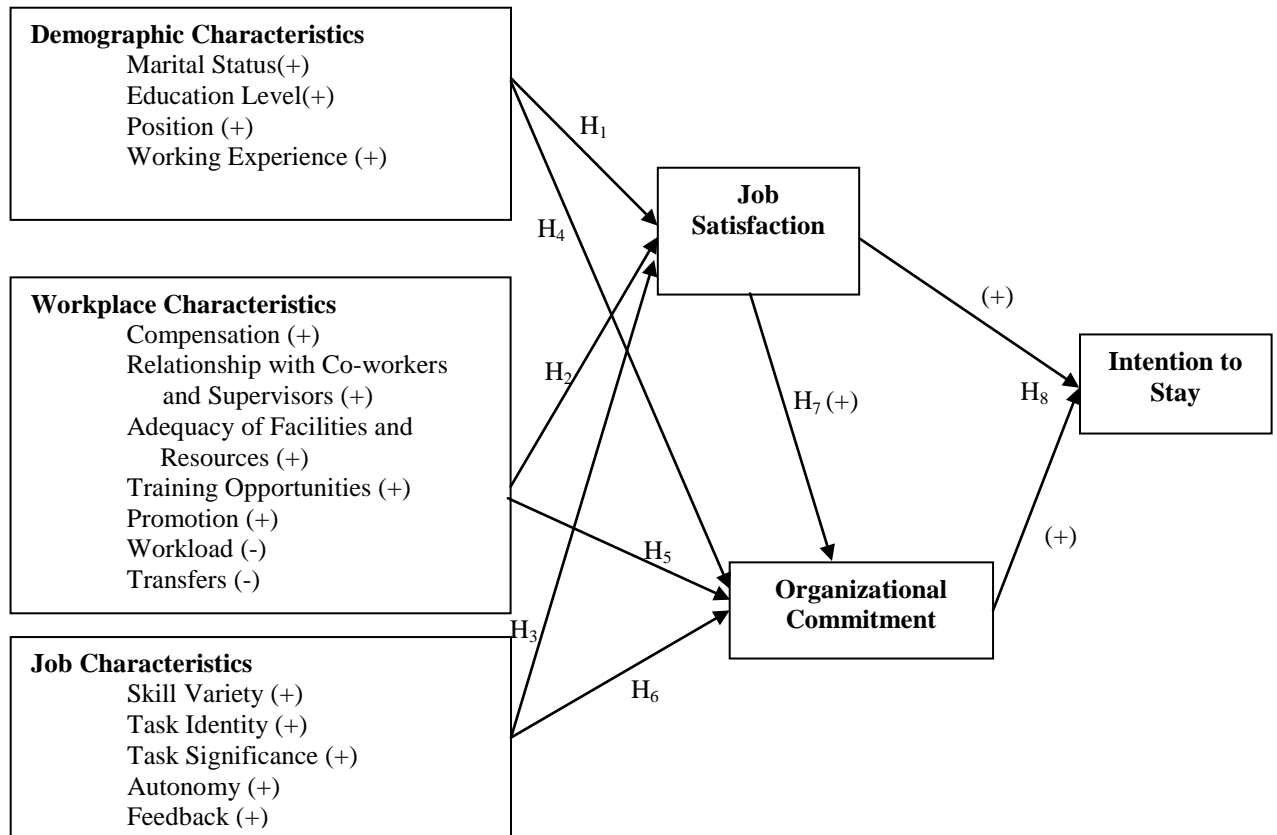 Demographic Characteristics
Marital Status(+)
Education Level(+)
Position (+)
Working Experience (+)
Workplace Characteristics
Compensation (+)
Relationship with Co-workers
and Supervisors (+)
Adequacy of Facilities and
Resources (+)
Training Opportunities (+)
Promotion (+)
Workload (-)
Transfers (-)
Job Characteristics
Skill Variety (+)
Task Identity (+)
Task Significance (+)
Autonomy (+)
Feedback (+)
H1
H4
H2
H5
H3
H6
Job
Satisfaction
H7 (+)
Organizational
Commitment
(+)
H8
(+)
Intention to
Stay